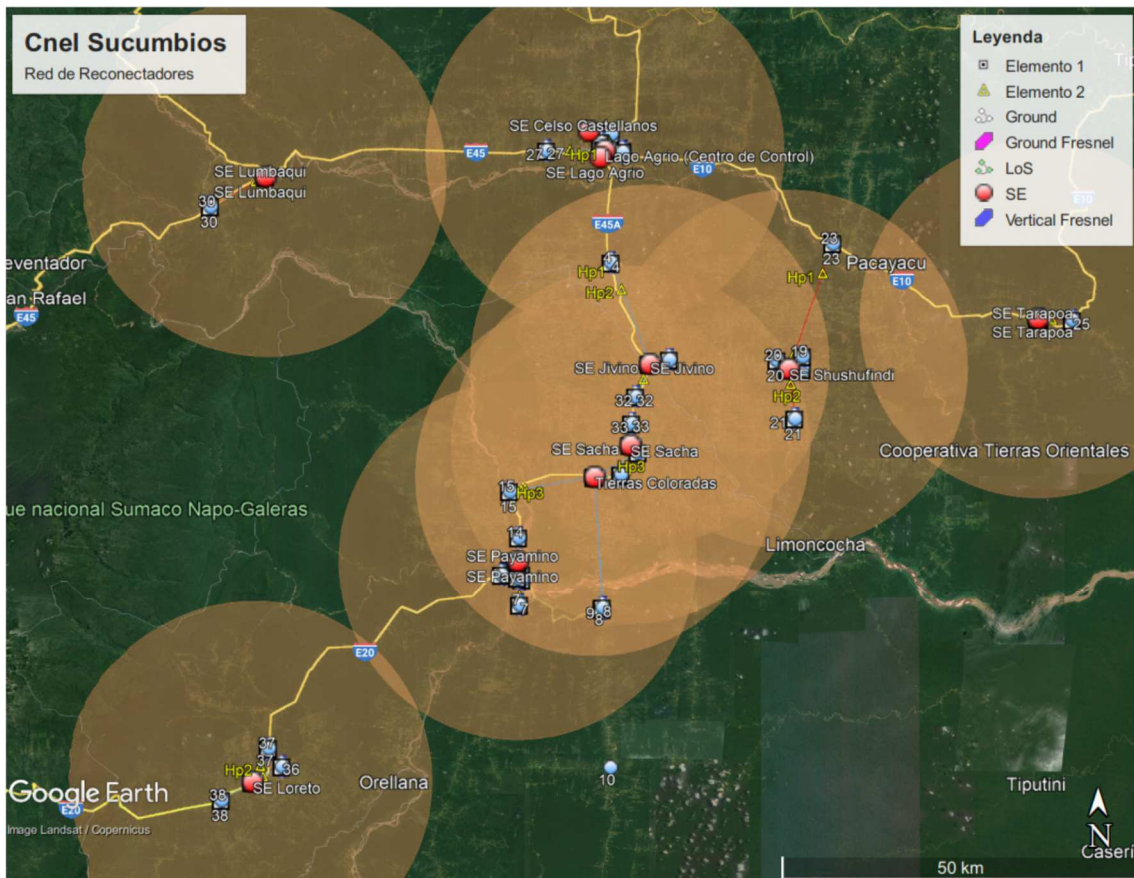 Cnel Sucumbios
Red de Reconectadores
Leyenda
Elemento 1
Elemento 2
Ground
Ground Fresnel
LoS
SE
Vertical Fresnel
SE Celso Castellanos
E45
27 27
Hp1
Lago Agrio (Centro de Control)
SE Lago Agrio
E10
E10
SE Lumbaqui
SE Lumbaqui
30
30
E45A
23
23
eventador
Pacayacu
Hp1
Hp1
E10
Hp2
an Rafael
E45
SE Tarapoa
25
SE Tarapoa
20
19
SE Jivino
SE Jivino
20
SE Shushufindi
Hp2
32 32
33 33
21
21
SE Sacha
SE Sacha
Cooperativa Tierras Orientales
Hp3
Tierras Coloradas
15
Hp3
15
ue nacional Sumaco Napo-Galeras
14
Limoncocha
SE Payamino
SE Payamino
7
7
9
8
8
E20
37
37
36
Hp2
10
SE Loreto
Orellana
Tiputini
38
38
Google Earth
E20
Image Landsat / Copernicus
N
Caserí
50 km